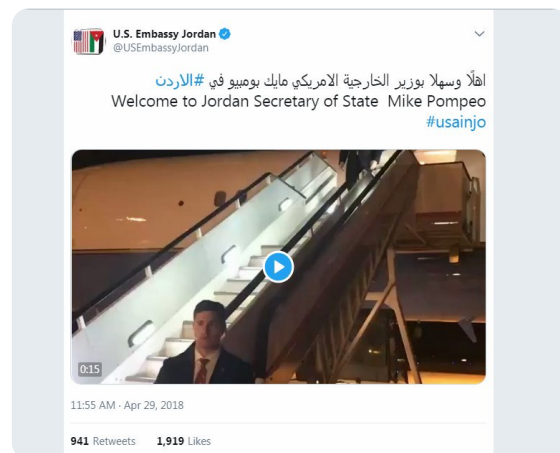 U.S. Embassy Jordan
@USEmbassyJordan
اهلًا وسهلا بوزير الخارجية الامريكي مايك بومبيو في #الاردن
Welcome to Jordan Secretary of State Mike Pompeo
#usainjo
0:15
11:55 AM · Apr 29, 2018
941 Retweets 1,919 Likes